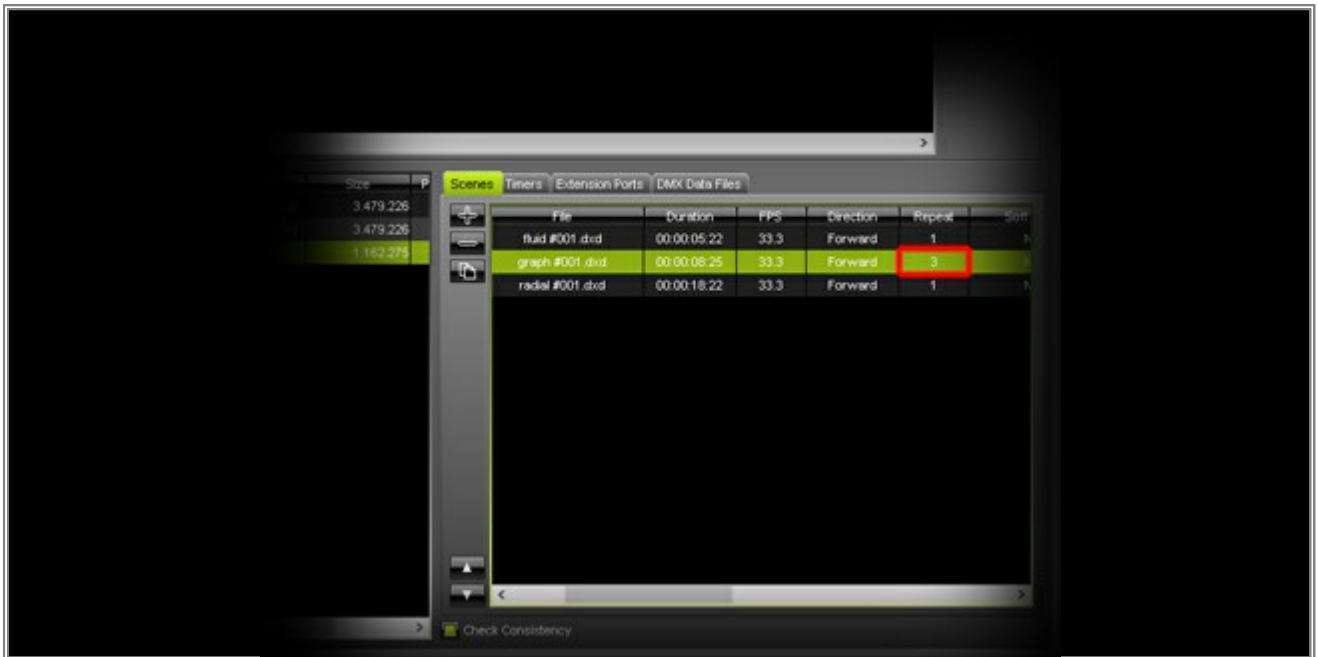 Size P
3.479.226
3.479.226
1.162.275
Scenes Timers Extension Ports DMX Data Files
File Duration FPS Direction Repeat
fluid #001.dxd 00:00:05:22 33.3 Forward 1
graph #001.dxd 00:00:08:25 33.3 Forward 3
radial #001.dxd 00:00:18:22 33.3 Forward 1
Check Consistency